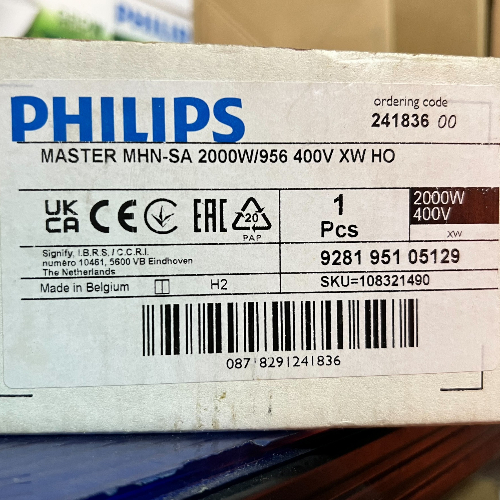 PHILIPS
ordering code
241836 00
MASTER MHN-SA 2000W/956 400V XW HO
UK
CA
CE
EAC
20
PAP
1
Pcs
2000W
400V
XW
Signify, I.B.R.S. / C.C.R.I.
numéro 10461, 5600 VB Eindhoven
The Netherlands
9281 951 05129
Made in Belgium
H2
SKU=108321490
087 8291241836